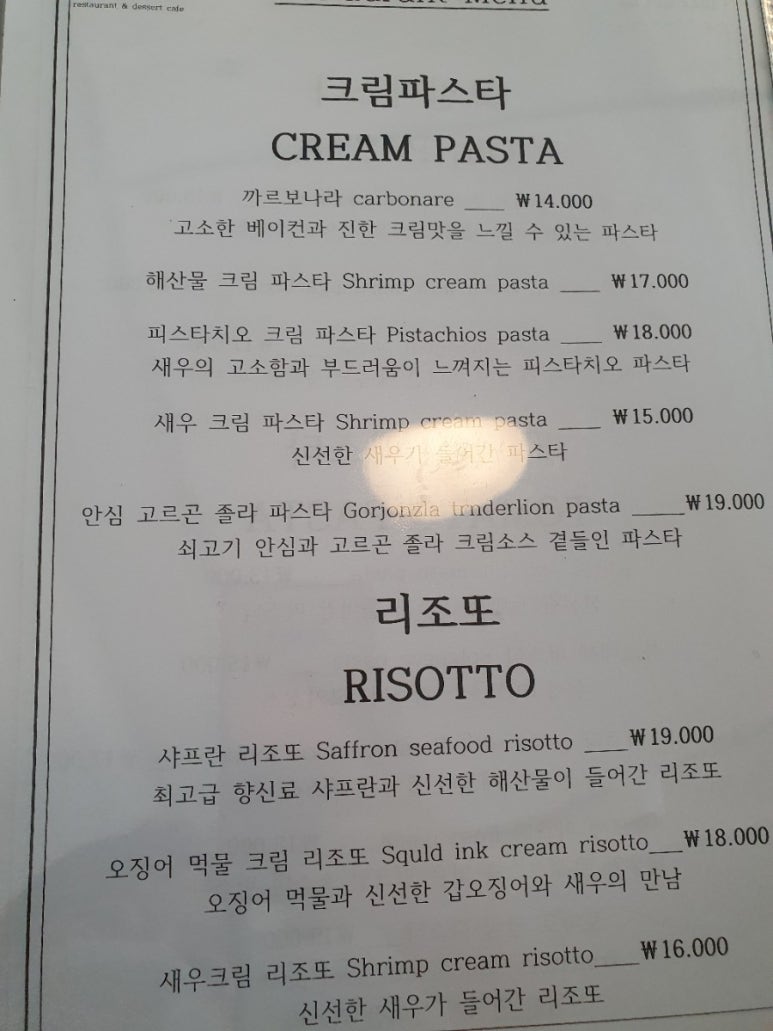 restaurant & dessert cafe
Menu
크림파스타
CREAM PASTA
까르보나라 carbonare ____ ₩14.000
고소한 베이컨과 진한 크림맛을 느낄 수 있는 파스타
해산물 크림 파스타 Shrimp cream pasta ____ ₩17.000
피스타치오 크림 파스타 Pistachios pasta ____ ₩18.000
새우의 고소함과 부드러움이 느껴지는 피스타치오 파스타
새우 크림 파스타 Shrimp cream pasta ____ ₩15.000
신선한 새우가 들어간 파스타
안심 고르곤 졸라 파스타 Gorjonzla trnderlion pasta _____₩19.000
쇠고기 안심과 고르곤 졸라 크림소스 곁들인 파스타
리조또
RISOTTO
샤프란 리조또 Saffron seafood risotto ____₩19.000
최고급 향신료 샤프란과 신선한 해산물이 들어간 리조또
오징어 먹물 크림 리조또 Squld ink cream risotto___₩18.000
오징어 먹물과 신선한 갑오징어와 새우의 만남
새우크림 리조또 Shrimp cream risotto____₩16.000
신선한 새우가 들어간 리조또